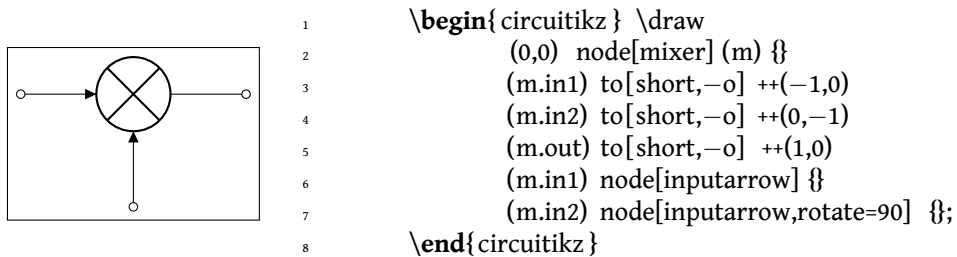 1 \begin{circuitikz} \draw
2 (0,0) node[mixer] (m) {}
3 (m.in1) to[short,−o] ++(−1,0)
4 (m.in2) to[short,−o] ++(0,−1)
5 (m.out) to[short,−o] ++(1,0)
6 (m.in1) node[inputarrow] {}
7 (m.in2) node[inputarrow,rotate=90] {};
8 \end{circuitikz}